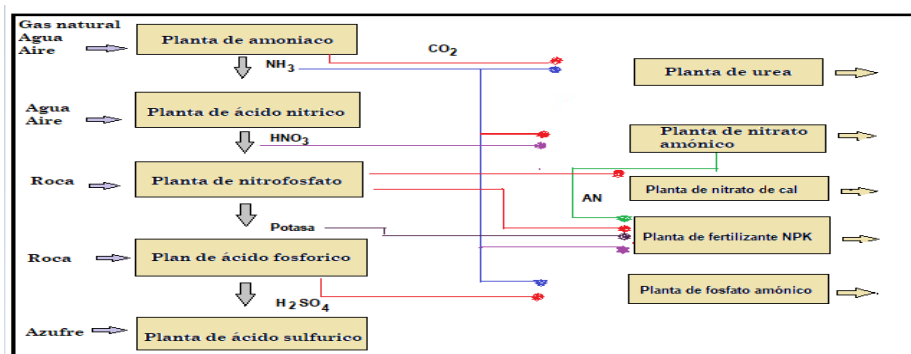 Gas natural
Agua
Aire
Planta de amoniaco
CO2
NH3
Planta de urea
Agua
Aire
Planta de ácido nitrico
HNO3
Planta de nitrato
amónico
Roca
Planta de nitrofosfato
AN
Planta de nitrato de cal
Potasa
Planta de fertilizante NPK
Roca
Plan de ácido fosforico
Planta de fosfato amónico
H2SO4
Azufre
Planta de ácido sulfurico